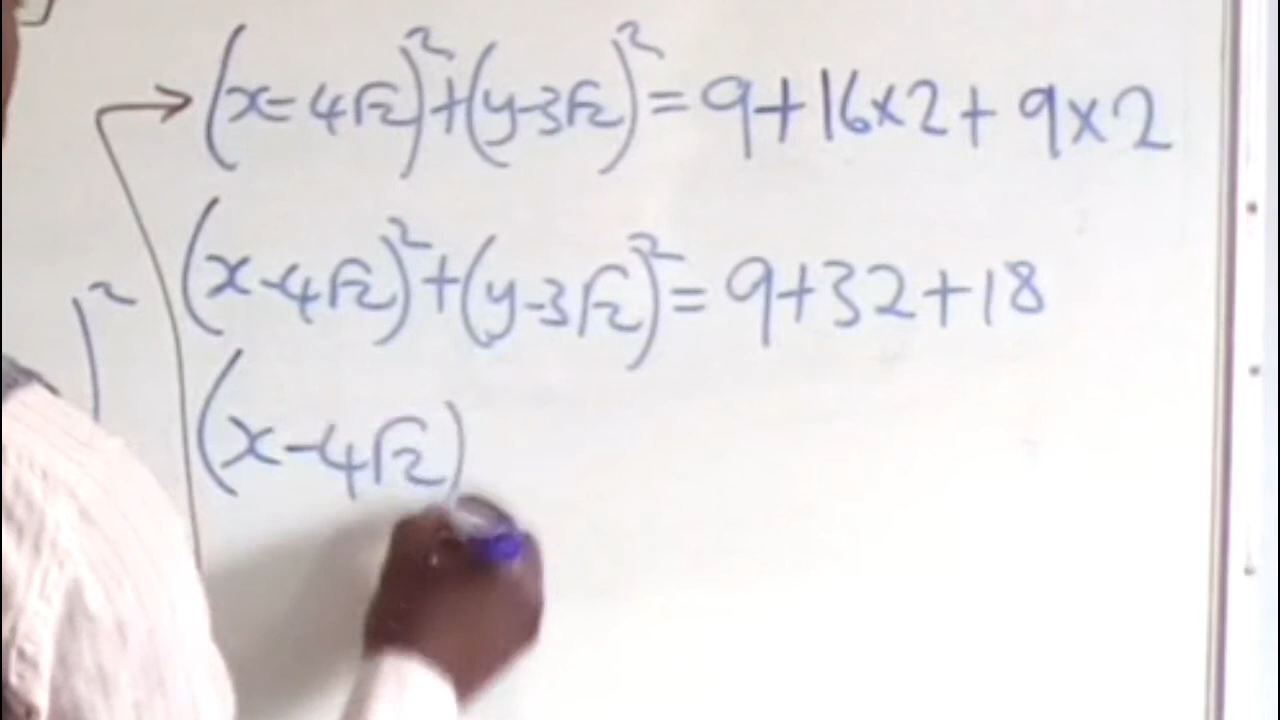 (x-4√2)²+(y-3√2)²=9+16×2+9×2
(x-4√2)²+(y-3√2)²=9+32+18
)²
(x-4√2)